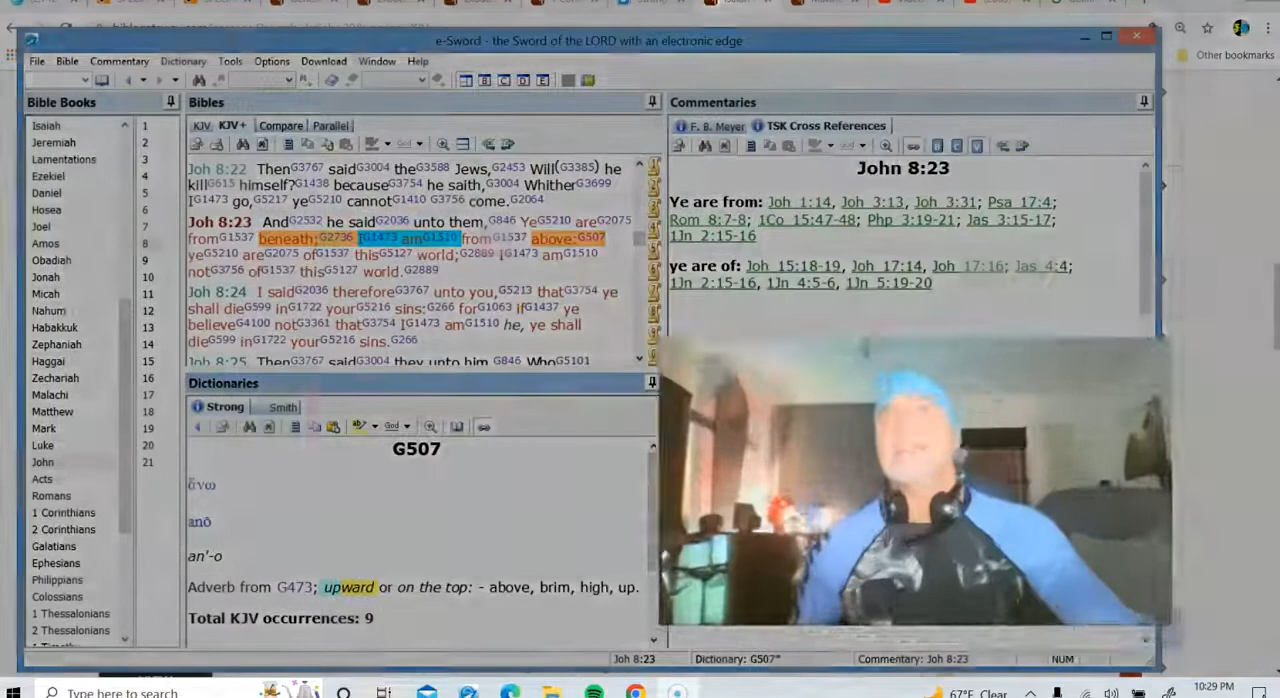 Other bookmarks
e-Sword - the Sword of the LORD with an electronic edge
File Bible Commentary Dictionary Tools Options Download Window Help
Bible Books
Isaiah
Jeremiah
Lamentations
Ezekiel
Daniel
Hosea
Joel
Amos
Obadiah
Jonah
Micah
Nahum
Habakkuk
Zephaniah
Haggai
Zechariah
Malachi
Matthew
Mark
Luke
John
Acts
Romans
1 Corinthians
2 Corinthians
Galatians
Ephesians
Philippians
Colossians
1 Thessalonians
2 Thessalonians
1
2
3
4
5
6
7
8
9
10
11
12
13
14
15
16
17
18
19
20
21
Bibles
KJV KJV+ Compare Parallel
Joh 8:22 ThenG3767 saidG3004 theG3588 Jews,G2453 Will(G3385) he
killG615 himself?G1438 becauseG3754 he saith,G3004 WhitherG3699
IG1473 go,G5217 yeG5210 cannotG1410 G3756 come.G2064
Joh 8:23 AndG2532 he saidG2036 unto them,G846 YeG5210 areG2075
fromG1537 beneath;G2736 IG1473 amG1510 fromG1537 above:G507
yeG5210 areG2075 ofG1537 thisG5127 world;G2889 IG1473 amG1510
notG3756 ofG1537 thisG5127 world.G2889
Joh 8:24 I saidG2036 thereforeG3767 unto you,G5213 thatG3754 ye
shall dieG599 inG1722 yourG5216 sins:G266 forG1063 ifG1437 ye
believeG4100 notG3361 thatG3754 IG1473 amG1510 he, ye shall
dieG599 inG1722 yourG5216 sins.G266
Joh 8:25 ThenG3767 saidG3004 they unto him,G846 WhoG5101
Commentaries
F. B. Meyer TSK Cross References
John 8:23
Ye are from: Joh 1:14, Joh 3:13, Joh 3:31; Psa 17:4;
Rom 8:7-8; 1Co 15:47-48; Php 3:19-21; Jas 3:15-17;
1Jn 2:15-16
ye are of: Joh 15:18-19, Joh 17:14, Joh 17:16; Jas 4:4;
1Jn 2:15-16, 1Jn 4:5-6, 1Jn 5:19-20
Dictionaries
Strong Smith
G507
ἄνω
anō
an'-o
Adverb from G473; upward or on the top: - above, brim, high, up.
Total KJV occurrences: 9
Joh 8:23 Dictionary: G507* Commentary: Joh 8:23 NUM
Type here to search
67°F Clear
10:29 PM